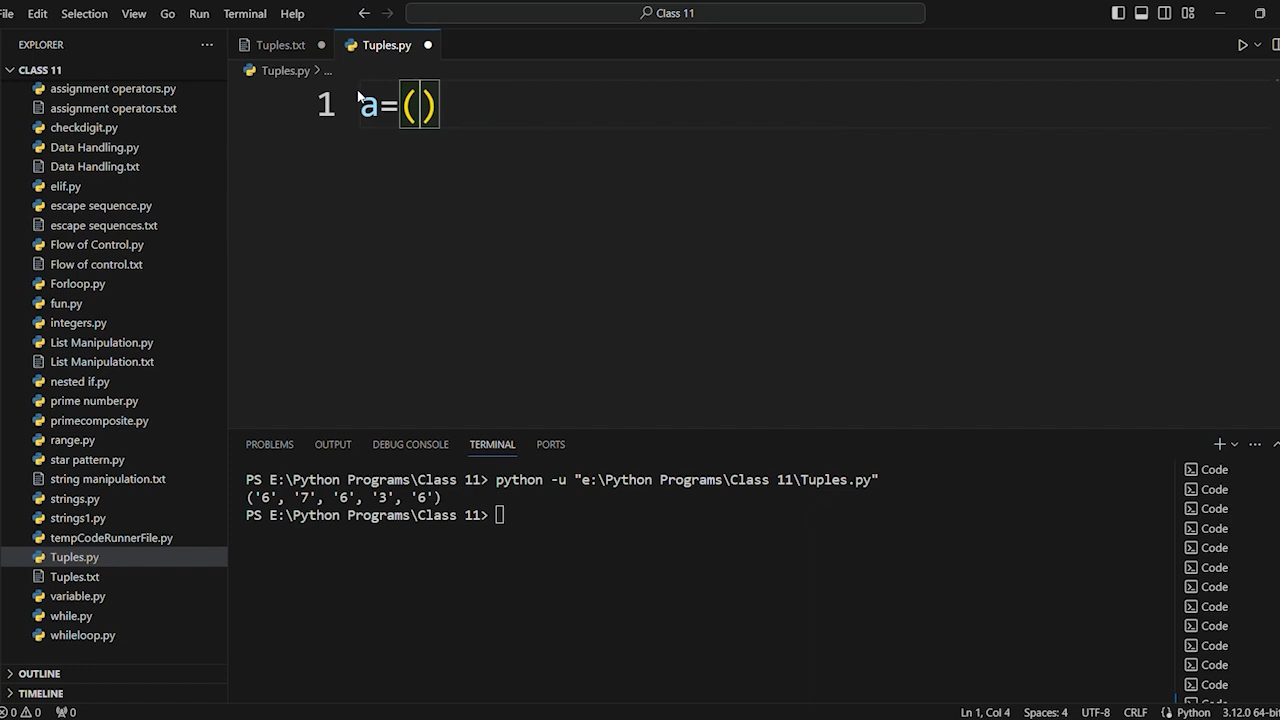 File Edit Selection View Go Run Terminal Help Class 11
EXPLORER
Tuples.txt Tuples.py
CLASS 11
Tuples.py > ...
assignment operators.py
assignment operators.txt
checkdigit.py
Data Handling.py
Data Handling.txt
elif.py
escape sequence.py
escape sequences.txt
Flow of Control.py
Flow of control.txt
Forloop.py
fun.py
integers.py
List Manipulation.py
List Manipulation.txt
nested if.py
prime number.py
primecomposite.py
range.py
star pattern.py
string manipulation.txt
strings.py
strings1.py
tempCodeRunnerFile.py
Tuples.py
Tuples.txt
variable.py
while.py
whileloop.py
OUTLINE
TIMELINE
1 a=()
PROBLEMS OUTPUT DEBUG CONSOLE TERMINAL PORTS
PS E:\Python Programs\Class 11> python -u "e:\Python Programs\Class 11\Tuples.py"
('6', '7', '6', '3', '6')
PS E:\Python Programs\Class 11>
Code
Code
Code
Code
Code
Code
Code
Code
Code
Code
Code
Code
0 0 0 Ln 1, Col 4 Spaces: 4 UTF-8 CRLF Python 3.12.0 64-bit